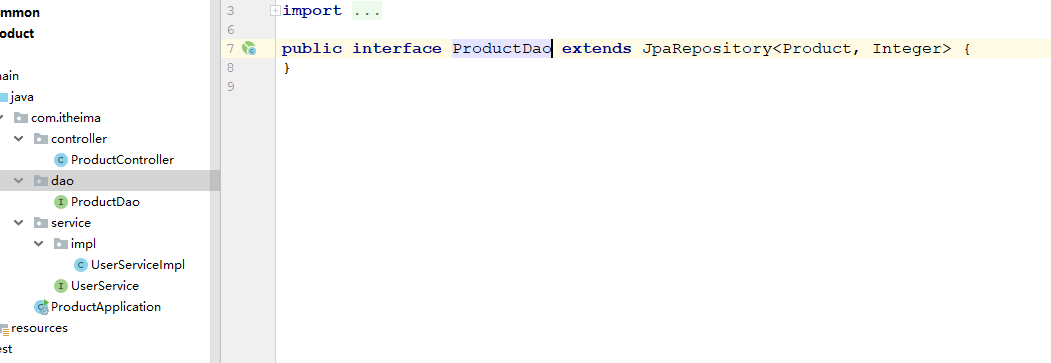 mmon
oduct
ain
java
com.itheima
controller
ProductController
dao
ProductDao
service
impl
UserServiceImpl
UserService
ProductApplication
resources
est
3 import ...
6
7 public interface ProductDao extends JpaRepository<Product, Integer> {
8 }
9